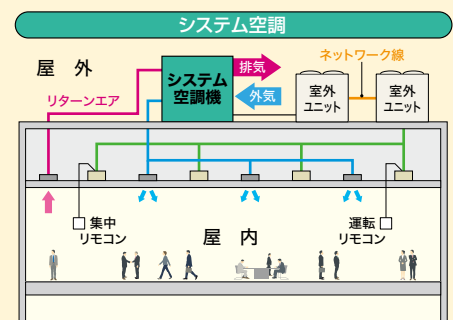 システム空調
屋 外
ネットワーク線
排気
システム
空調機
外気
リターンエア
室外
ユニット
室外
ユニット
集中
リモコン
屋 内
運転
リモコン